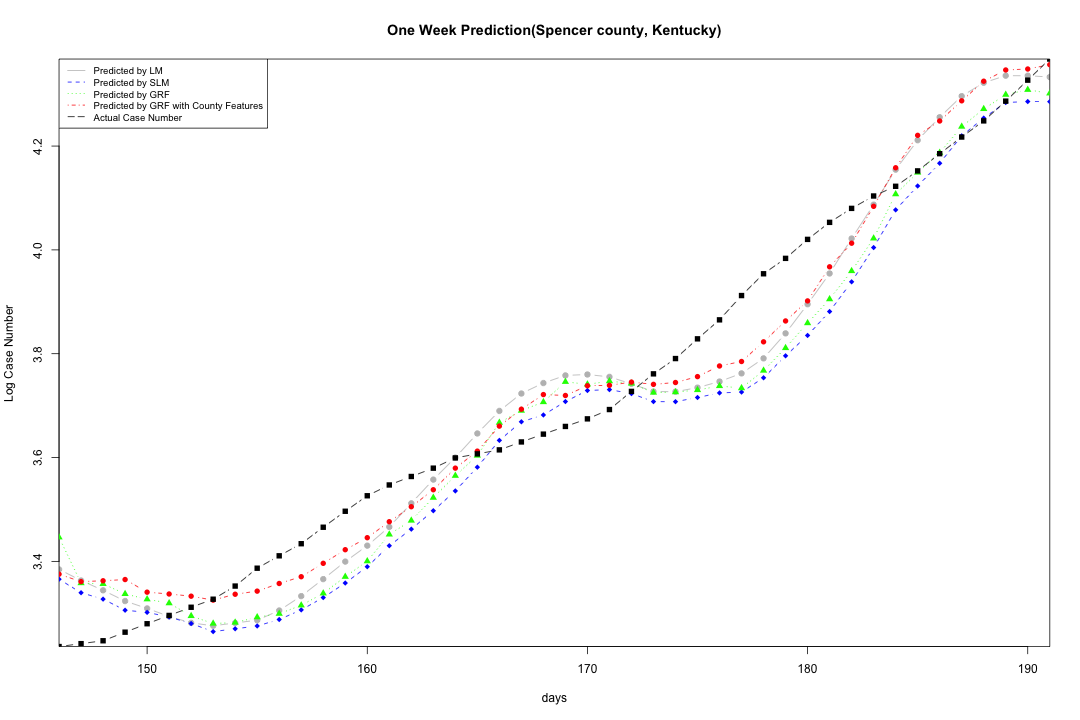 One Week Prediction(Spencer county, Kentucky)
Predicted by LM
Predicted by SLM
Predicted by GRF
Predicted by GRF with County Features
Actual Case Number
4.2
4.0
3.8
3.6
3.4
Log Case Number
150 160 170 180 190
days